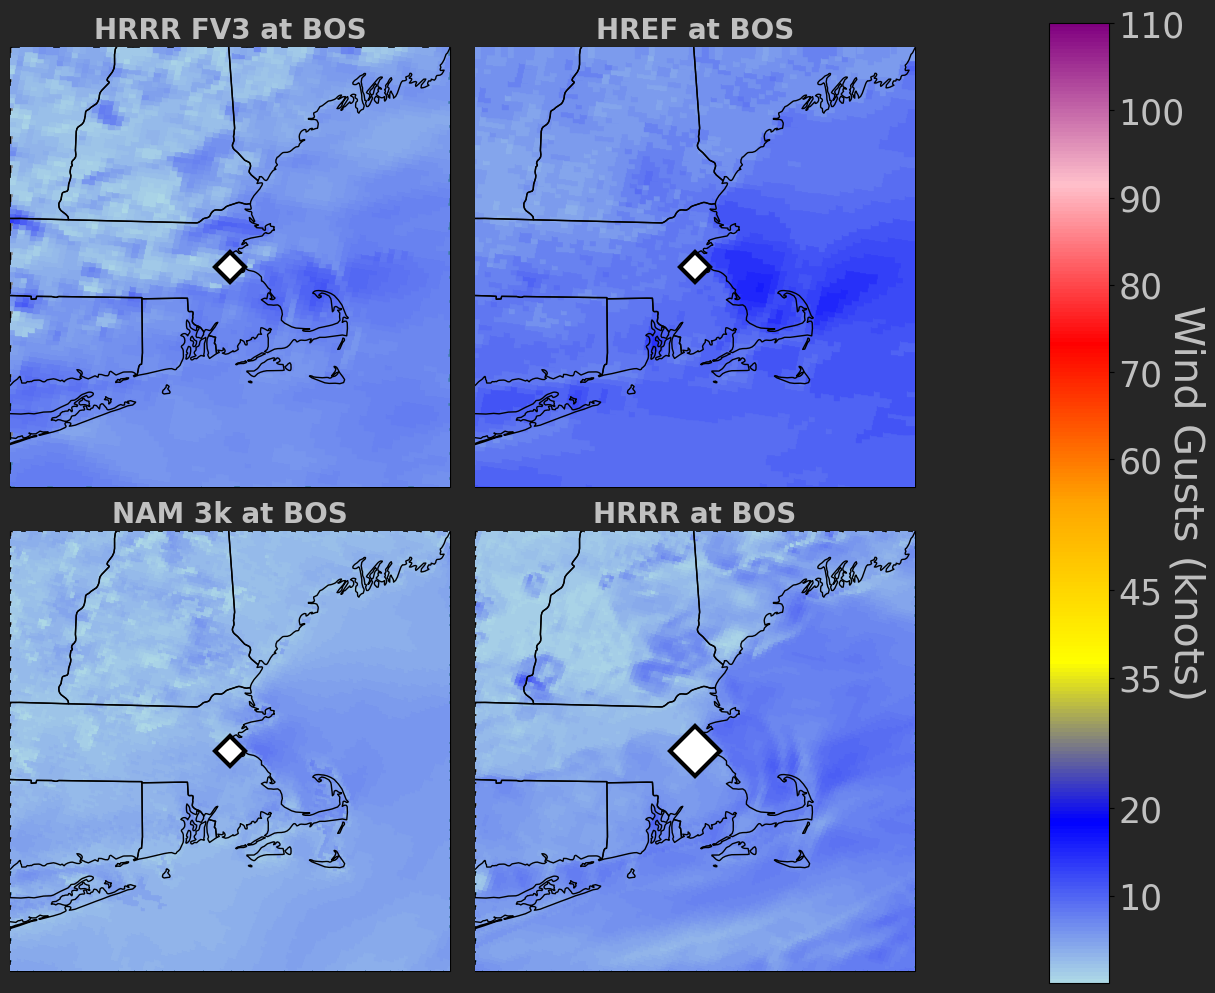 HRRR FV3 at BOS
HREF at BOS
NAM 3k at BOS
HRRR at BOS
110
100
90
80
70
60
45
35
20
10
Wind Gusts (knots)